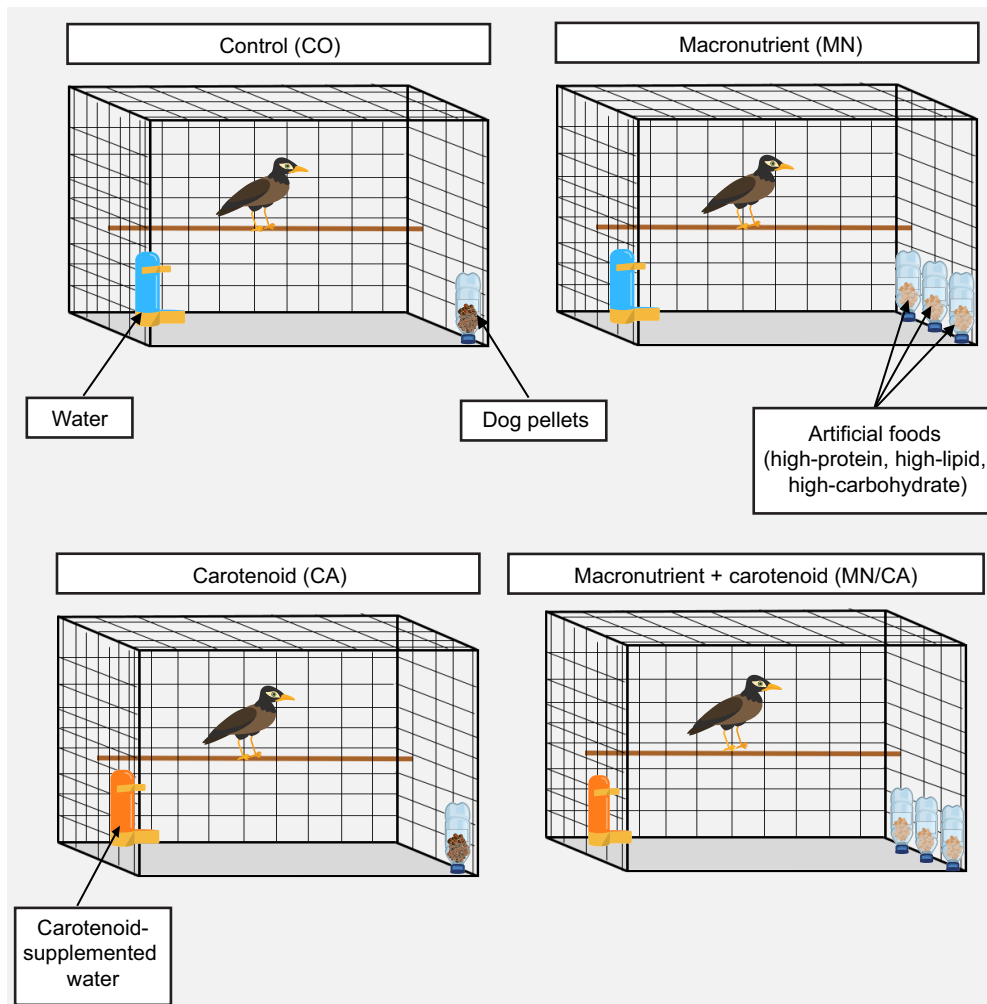 Control (CO)
Macronutrient (MN)
Water
Dog pellets
Artificial foods
(high-protein, high-lipid,
high-carbohydrate)
Carotenoid (CA)
Macronutrient + carotenoid (MN/CA)
Carotenoid-
supplemented
water